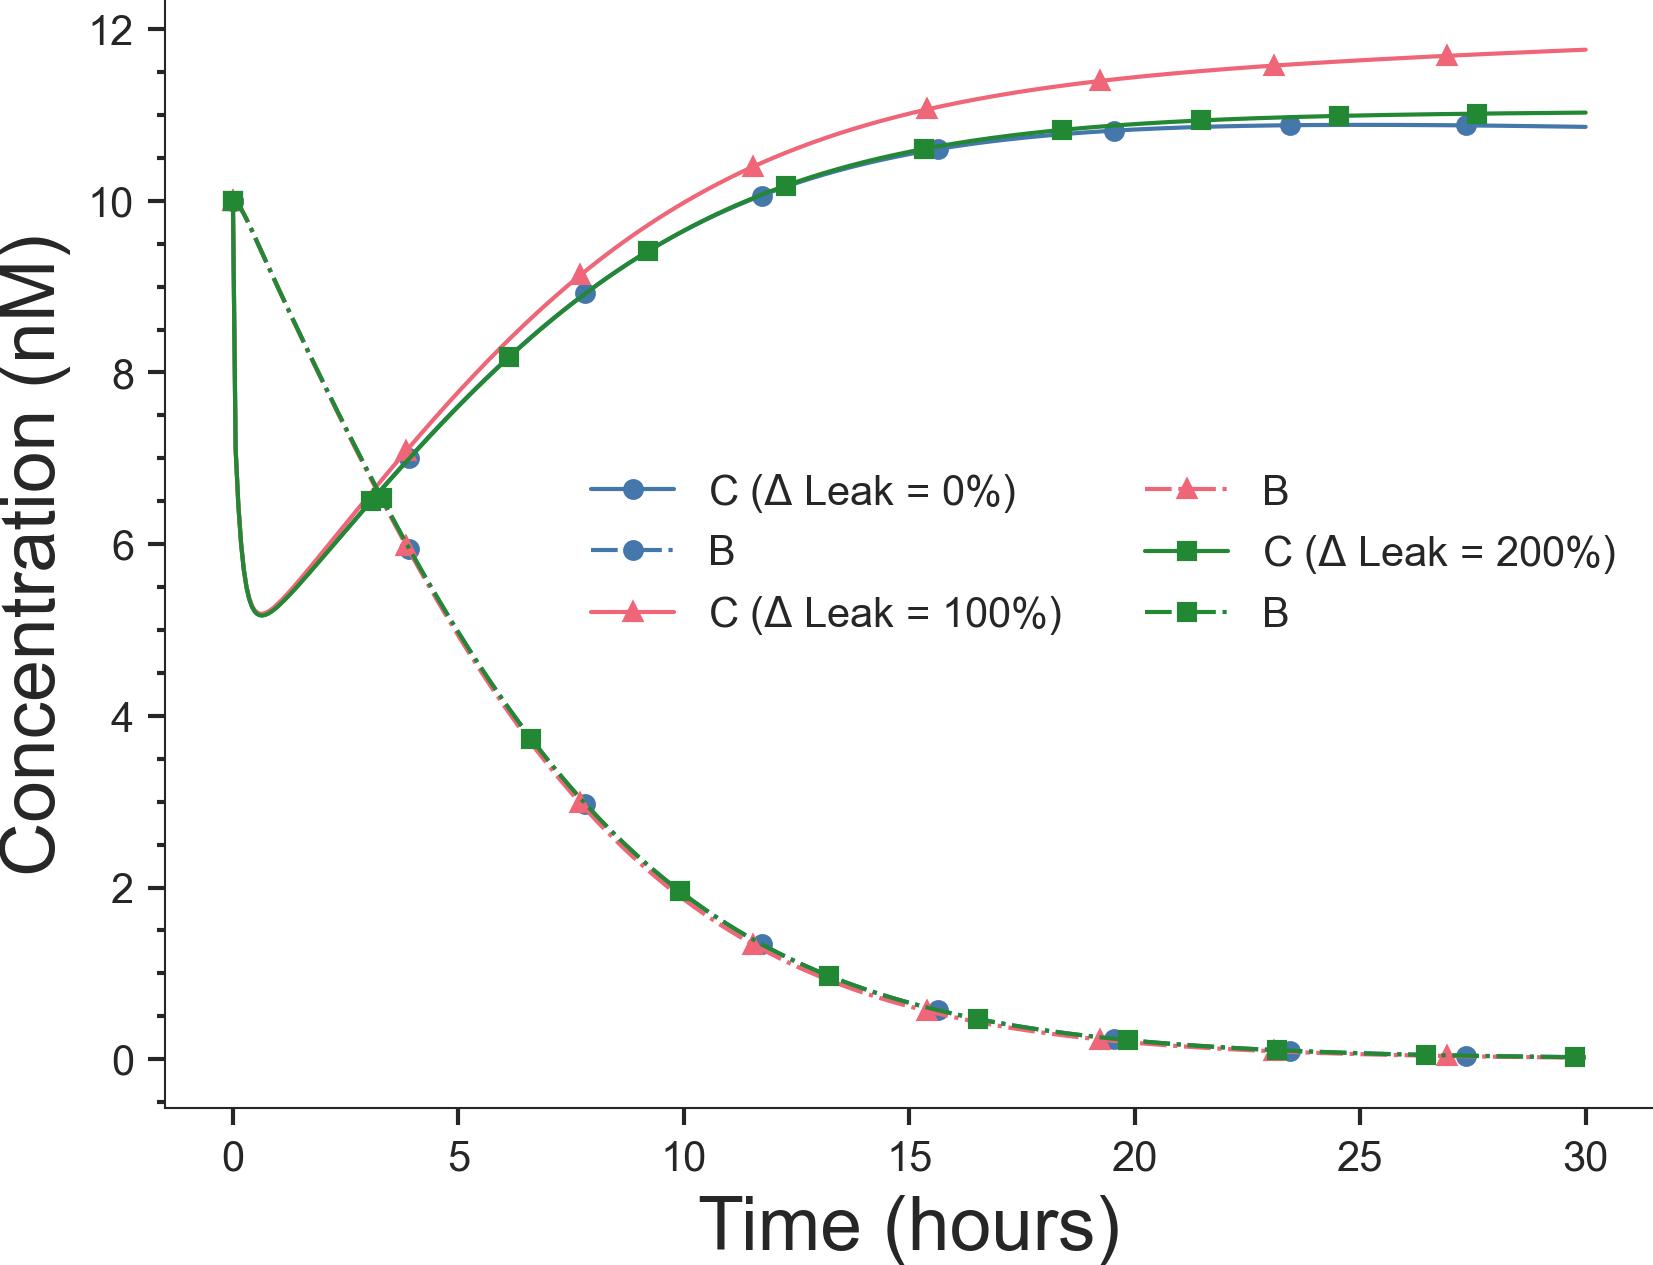 12
10
8
6
4
2
0
Concentration (nM)
C (Δ Leak = 0%)
B
C (Δ Leak = 100%)
B
C (Δ Leak = 200%)
B
0 5 10 15 20 25 30
Time (hours)